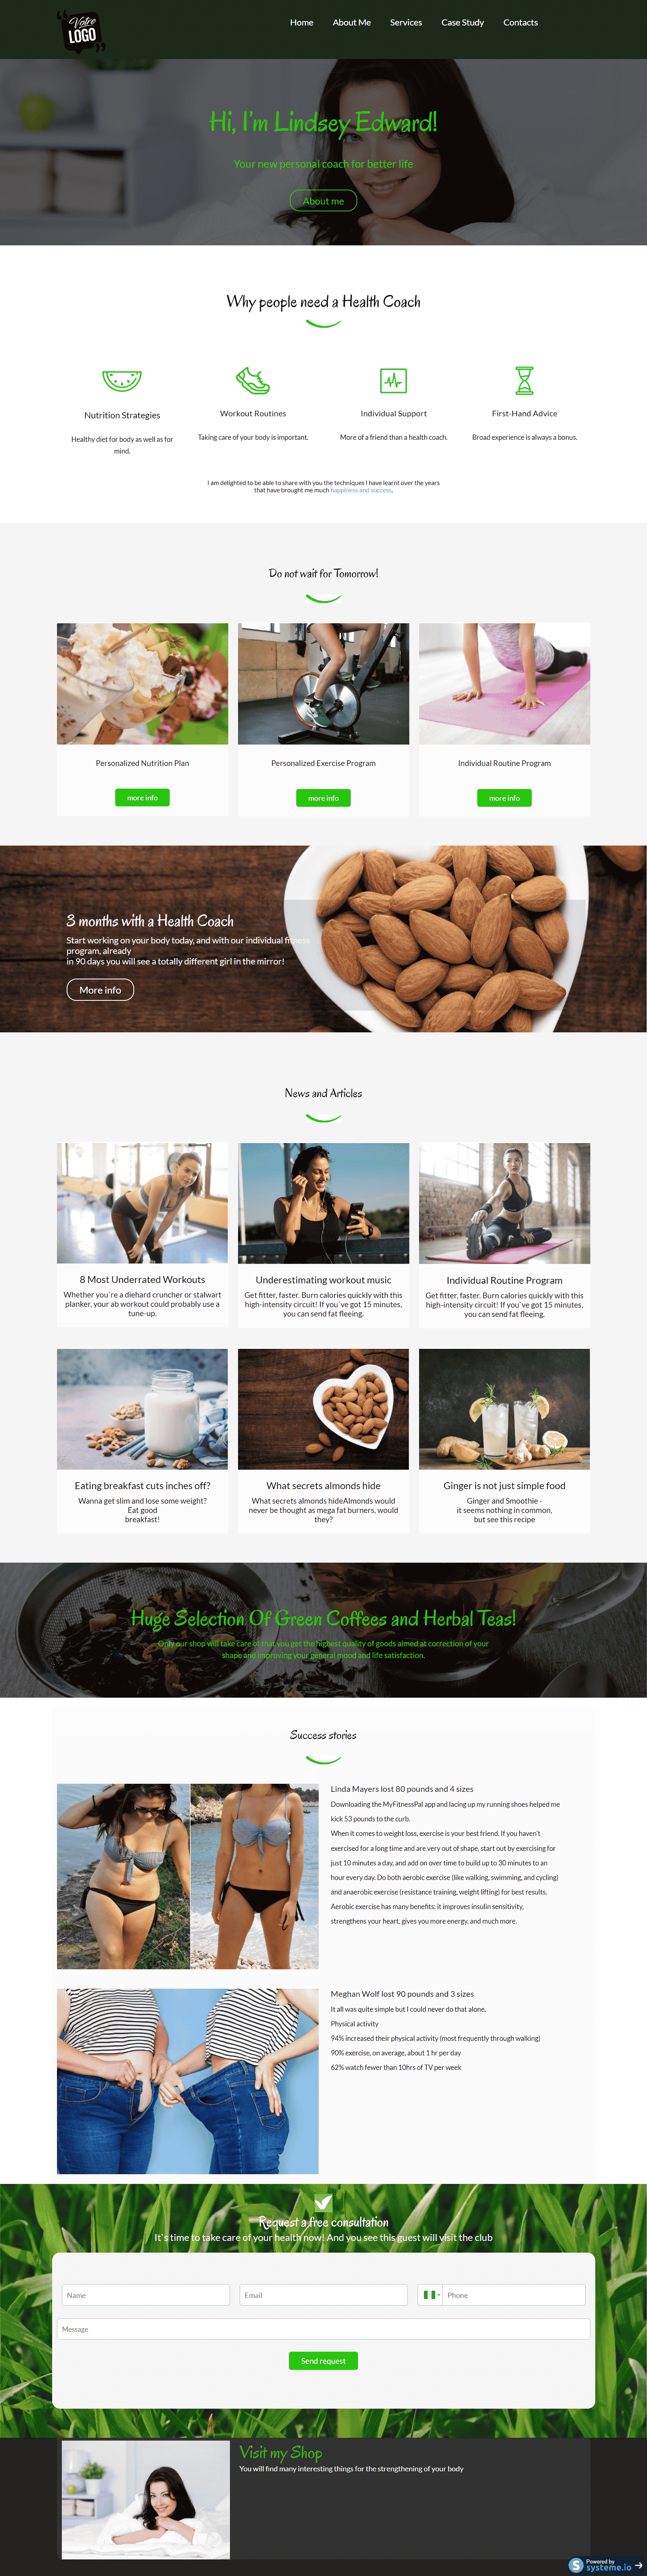 Votre
LOGO
Home
About Me
Services
Case Study
Contacts
Hi, I'm Lindsey Edward!
Your new personal coach for better life
About me
Why people need a Health Coach
Nutrition Strategies
Healthy diet for body as well as for
mind.
Workout Routines
Taking care of your body is important.
Individual Support
More of a friend than a health coach.
First-Hand Advice
Broad experience is always a bonus.
I am delighted to be able to share with you the techniques I have learnt over the years
that have brought me much happiness and success.
Do not wait for Tomorrow!
Personalized Nutrition Plan
more info
Personalized Exercise Program
more info
Individual Routine Program
more info
3 months with a Health Coach
Start working on your body today, and with our individual fitness
program, already
in 90 days you will see a totally different girl in the mirror!
More info
News and Articles
8 Most Underrated Workouts
Whether you`re a diehard cruncher or stalwart
planker, your ab workout could probably use a
tune-up.
Underestimating workout music
Get fitter, faster. Burn calories quickly with this
high-intensity circuit! If you`ve got 15 minutes,
you can send fat fleeing.
Individual Routine Program
Get fitter, faster. Burn calories quickly with this
high-intensity circuit! If you`ve got 15 minutes,
you can send fat fleeing.
Eating breakfast cuts inches off?
Wanna get slim and lose some weight?
Eat good
breakfast!
What secrets almonds hide
What secrets almonds hideAlmonds would
never be thought as mega fat burners, would
they?
Ginger is not just simple food
Ginger and Smoothie -
it seems nothing in common,
but see this recipe
Huge Selection Of Green Coffees and Herbal Teas!
Only our shop will take care of that you get the highest quality of goods aimed at correction of your
shape and improving your general mood and life satisfaction.
Success stories
Linda Mayers lost 80 pounds and 4 sizes
Downloading the MyFitnessPal app and lacing up my running shoes helped me
kick 53 pounds to the curb.
When it comes to weight loss, exercise is your best friend. If you haven't
exercised for a long time and are very out of shape, start out by exercising for
just 10 minutes a day, and add on over time to build up to 30 minutes to an
hour every day. Do both aerobic exercise (like walking, swimming, and cycling)
and anaerobic exercise (resistance training, weight lifting) for best results.
Aerobic exercise has many benefits: it improves insulin sensitivity,
strengthens your heart, gives you more energy, and much more.
Meghan Wolf lost 90 pounds and 3 sizes
It all was quite simple but I could never do that alone.
Physical activity
94% increased their physical activity (most frequently through walking)
90% exercise, on average, about 1 hr per day
62% watch fewer than 10hrs of TV per week
Request a free consultation
It`s time to take care of your health now! And you see this guest will visit the club
Name
Email
Phone
Message
Send request
Visit my Shop
You will find many interesting things for the strengthening of your body
Powered by
systeme.io